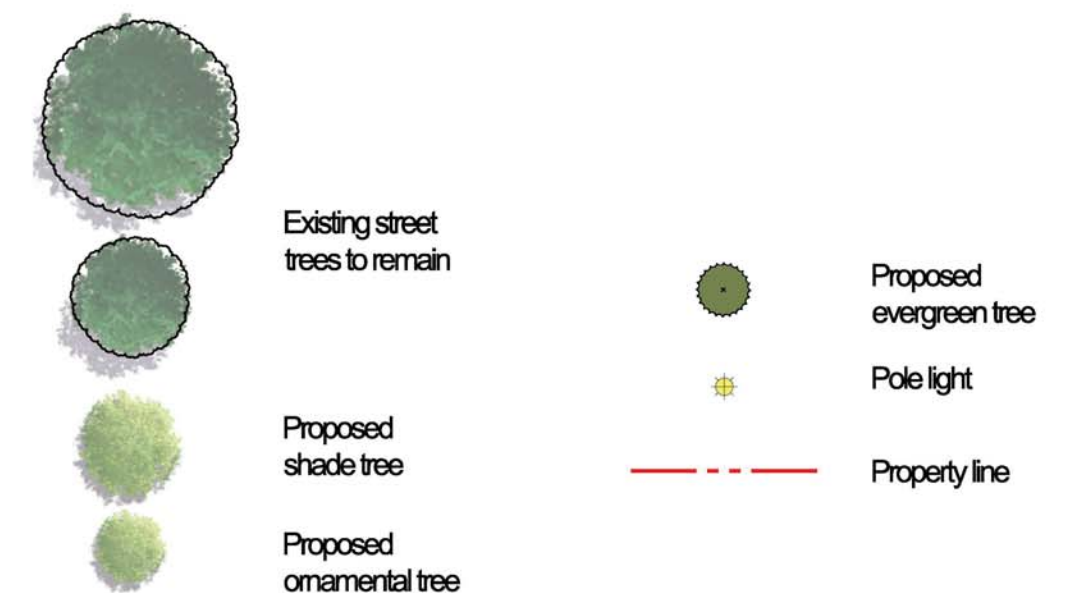 Existing street
trees to remain
Proposed
shade tree
Proposed
ornamental tree
Proposed
evergreen tree
Pole light
Property line